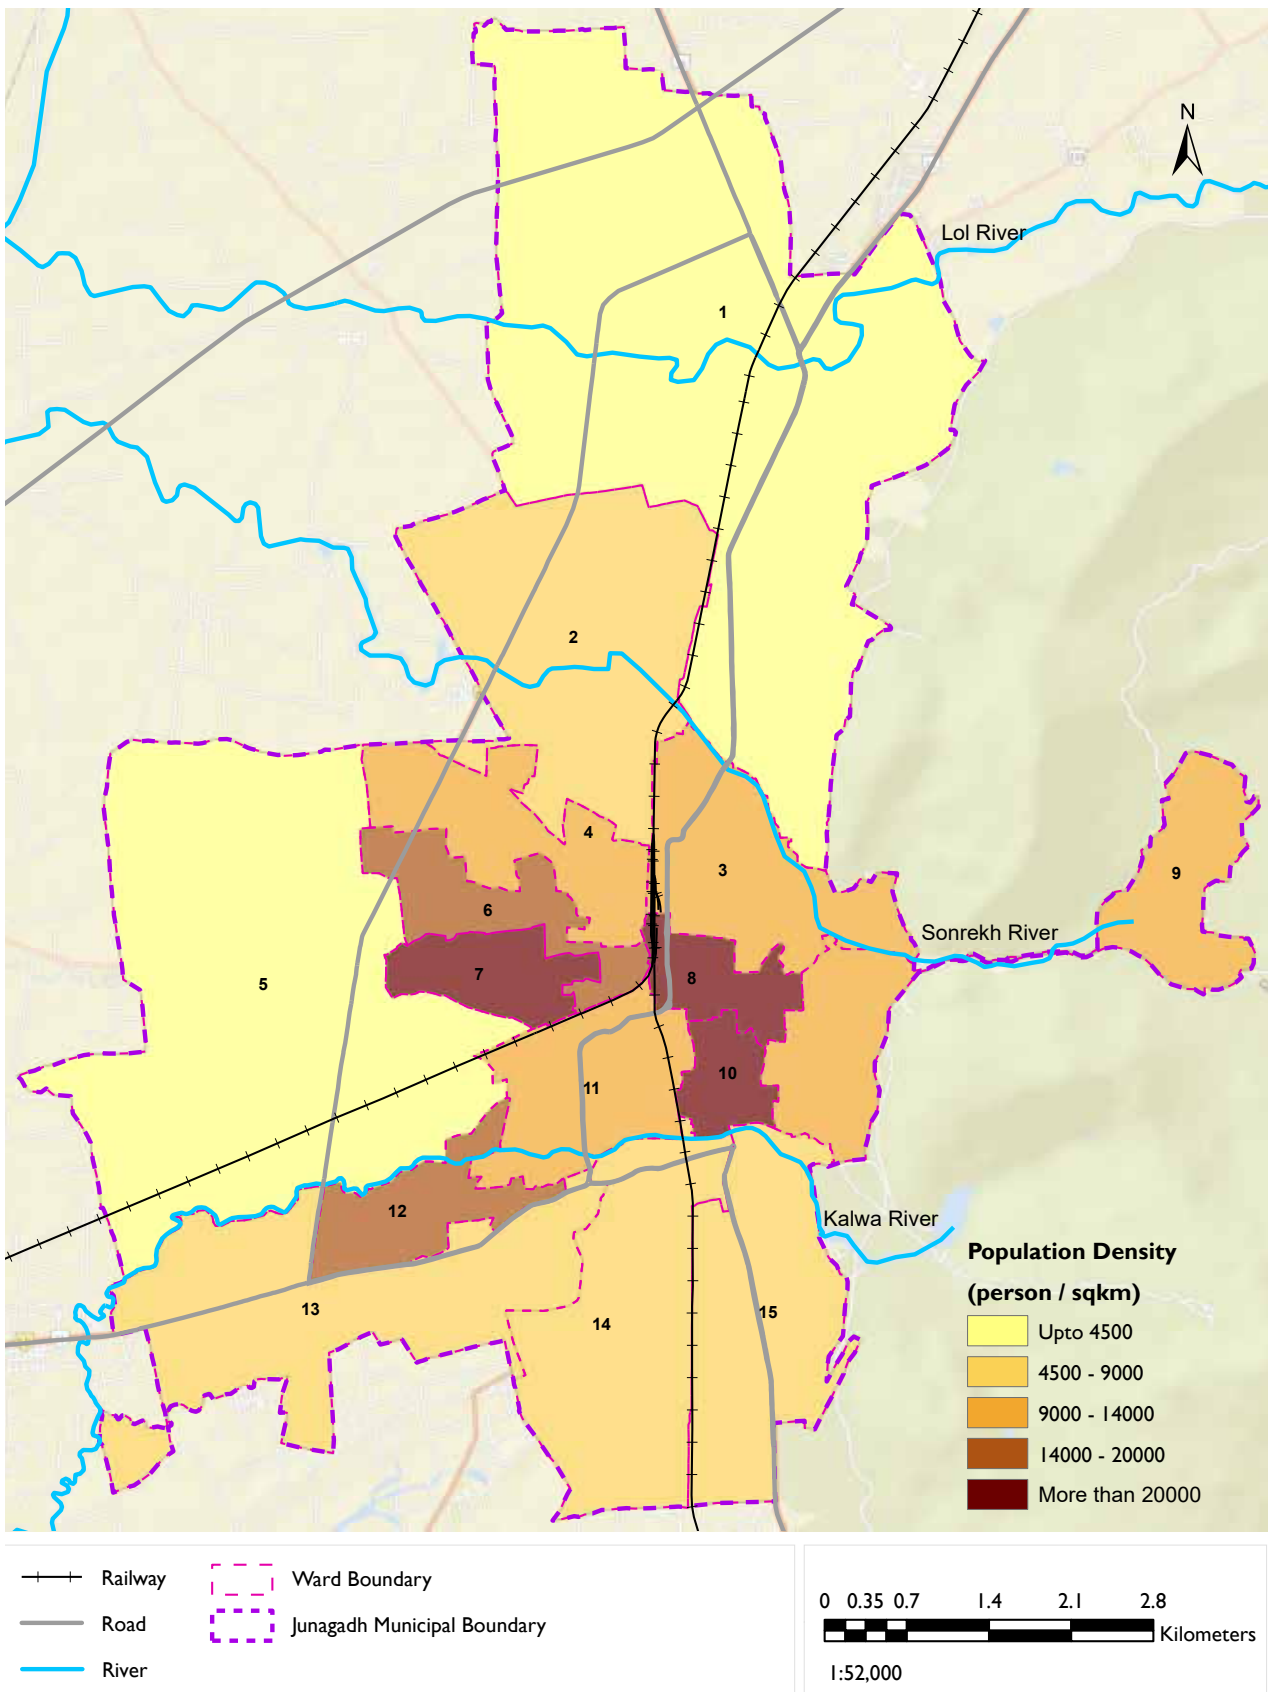 N
Lol River
1
2
4
3
9
6
Sonrekh River
7
8
5
10
11
12
Kalwa River
13
14
15
Population Density
(person / sqkm)
Upto 4500
4500 - 9000
9000 - 14000
14000 - 20000
More than 20000
Railway
Ward Boundary
Road
Junagadh Municipal Boundary
River
0 0.35 0.7 1.4 2.1 2.8
Kilometers
1:52,000